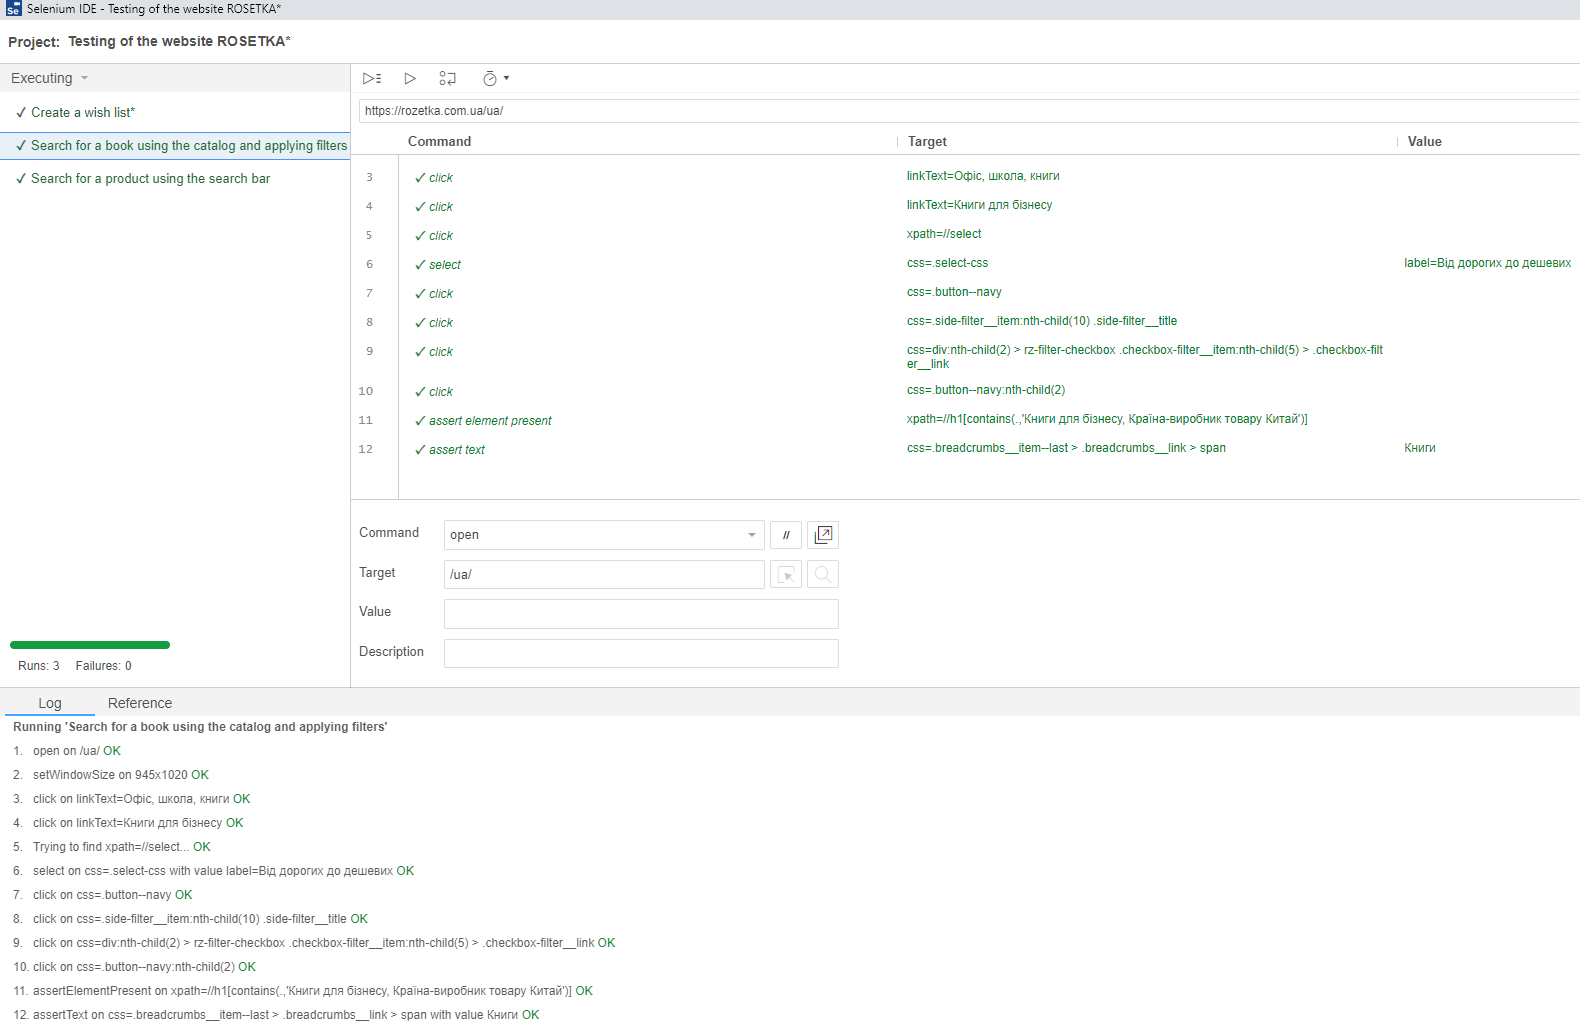 Selenium IDE - Testing of the website ROSETKA*
Project: Testing of the website ROSETKA*
Executing
✓ Create a wish list*
✓ Search for a book using the catalog and applying filters
✓ Search for a product using the search bar
Runs: 3 Failures: 0
https://rozetka.com.ua/ua/
Command Target Value
3 ✓ click linkText=Офіс, школа, книги
4 ✓ click linkText=Книги для бізнесу
5 ✓ click xpath=//select
6 ✓ select css=.select-css label=Від дорогих до дешевих
7 ✓ click css=.button--navy
8 ✓ click css=.side-filter__item:nth-child(10) .side-filter__title
9 ✓ click css=div:nth-child(2) > rz-filter-checkbox .checkbox-filter__item:nth-child(5) > .checkbox-filt
er__link
10 ✓ click css=.button--navy:nth-child(2)
11 ✓ assert element present xpath=//h1[contains(.,'Книги для бізнесу, Країна-виробник товару Китай')]
12 ✓ assert text css=.breadcrumbs__item--last > .breadcrumbs__link > span Книги
Command open //
Target /ua/
Value
Description
Log Reference
Running 'Search for a book using the catalog and applying filters'
1. open on /ua/ OK
2. setWindowSize on 945x1020 OK
3. click on linkText=Офіс, школа, книги OK
4. click on linkText=Книги для бізнесу OK
5. Trying to find xpath=//select... OK
6. select on css=.select-css with value label=Від дорогих до дешевих OK
7. click on css=.button--navy OK
8. click on css=.side-filter__item:nth-child(10) .side-filter__title OK
9. click on css=div:nth-child(2) > rz-filter-checkbox .checkbox-filter__item:nth-child(5) > .checkbox-filter__link OK
10. click on css=.button--navy:nth-child(2) OK
11. assertElementPresent on xpath=//h1[contains(.,'Книги для бізнесу, Країна-виробник товару Китай')] OK
12. assertText on css=.breadcrumbs__item--last > .breadcrumbs__link > span with value Книги OK